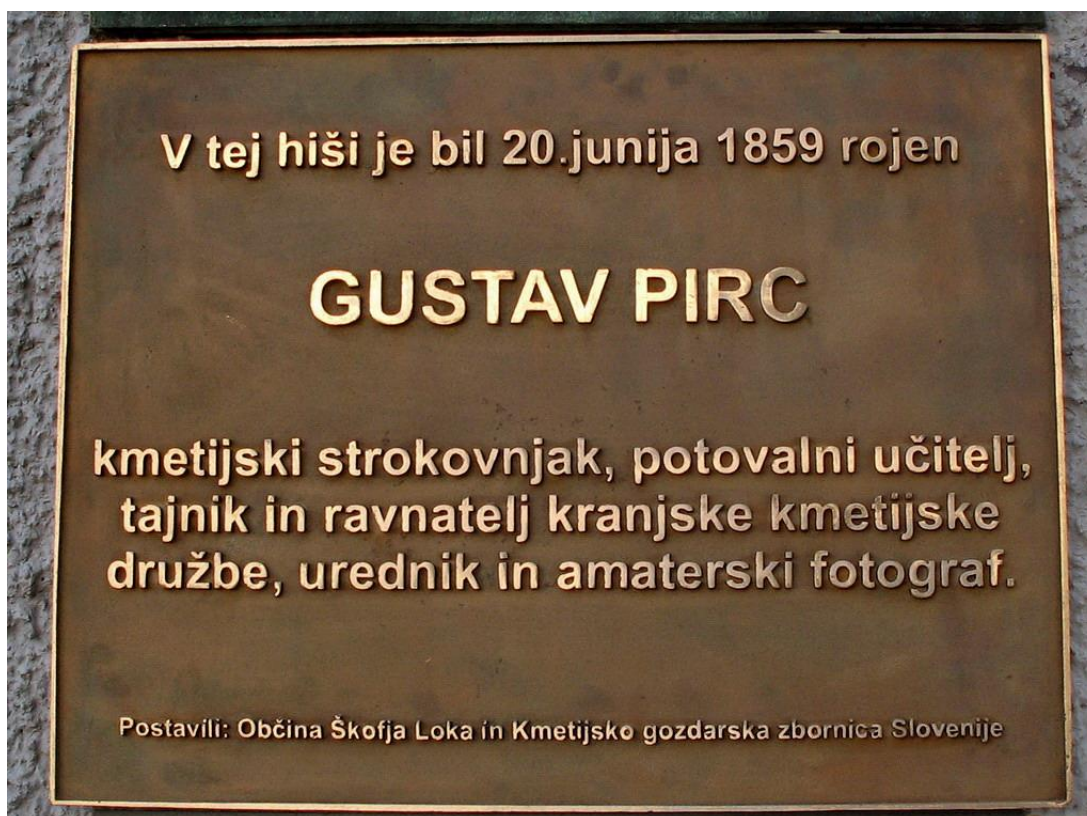 V tej hiši je bil 20.junija 1859 rojen
GUSTAV PIRC
kmetijski strokovnjak, potovalni učitelj,
tajnik in ravnatelj kranjske kmetijske
družbe, urednik in amaterski fotograf.
Postavili: Občina Škofja Loka in Kmetijsko gozdarska zbornica Slovenije